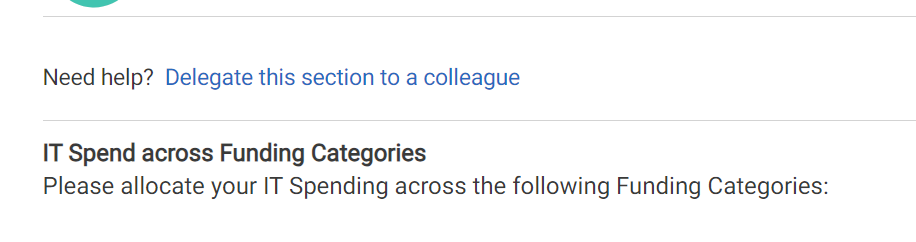 Need help? Delegate this section to a colleague
IT Spend across Funding Categories
Please allocate your IT Spending across the following Funding Categories: